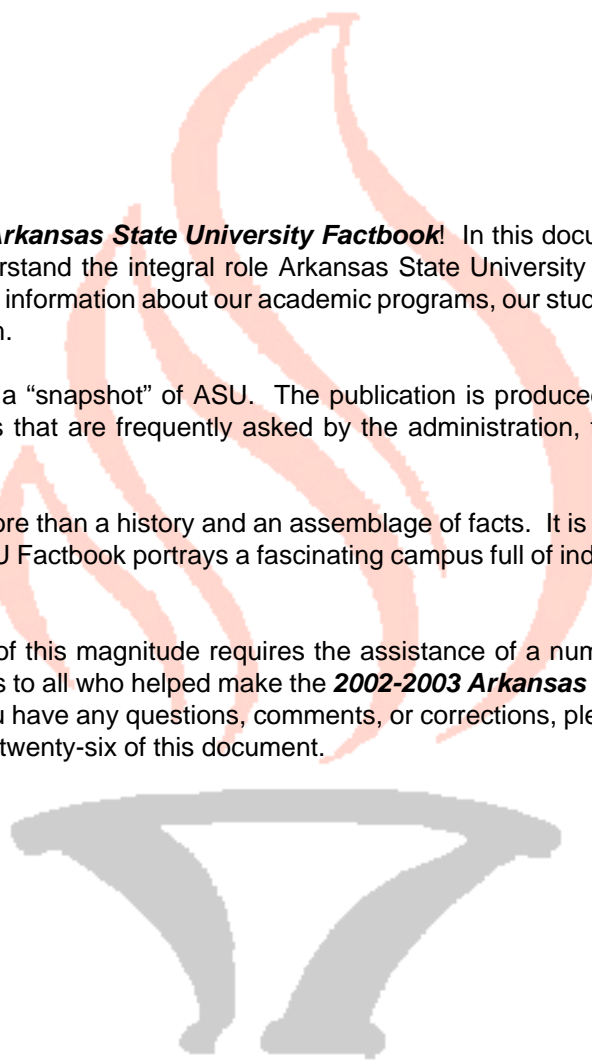 Arkansas State University Factbook! In this docu
erstand the integral role Arkansas State University
information about our academic programs, our stud
n.
a “snapshot” of ASU. The publication is produced
s that are frequently asked by the administration, f
ore than a history and an assemblage of facts. It is
U Factbook portrays a fascinating campus full of ind
of this magnitude requires the assistance of a num
s to all who helped make the 2002-2003 Arkansas
u have any questions, comments, or corrections, ple
twenty-six of this document.